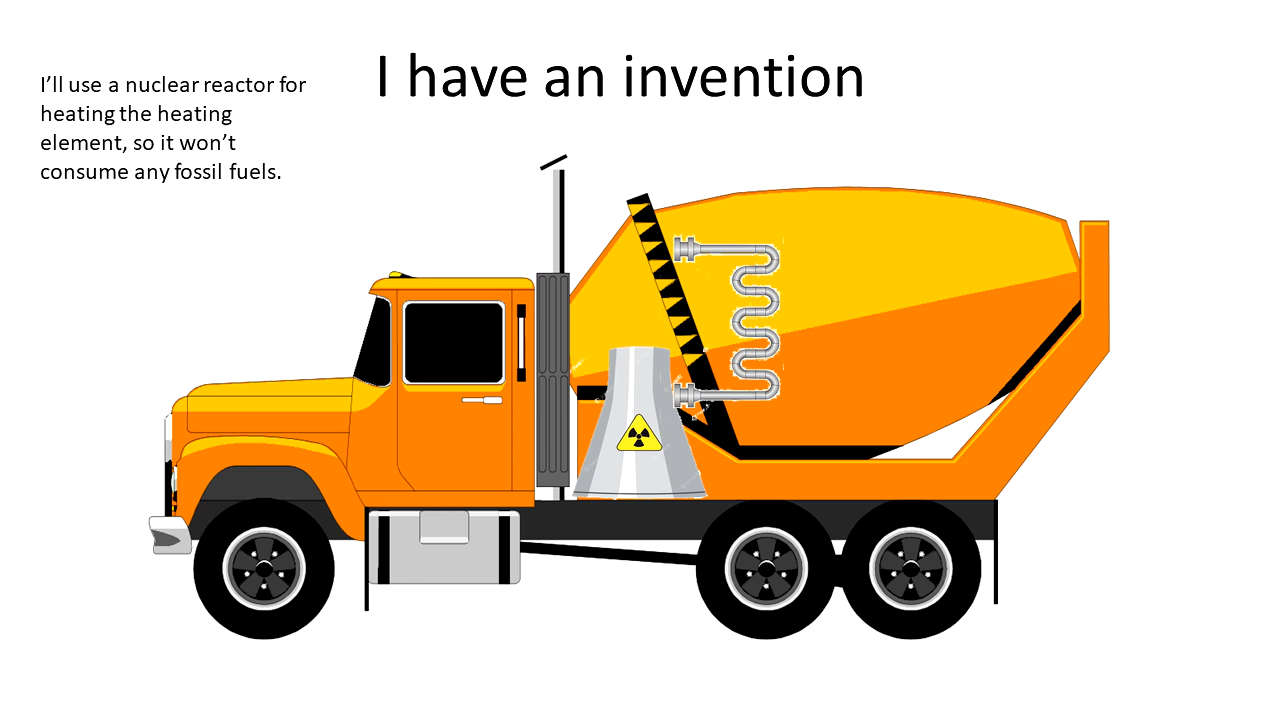 I have an invention
I’ll use a nuclear reactor for
heating the heating
element, so it won’t
consume any fossil fuels.